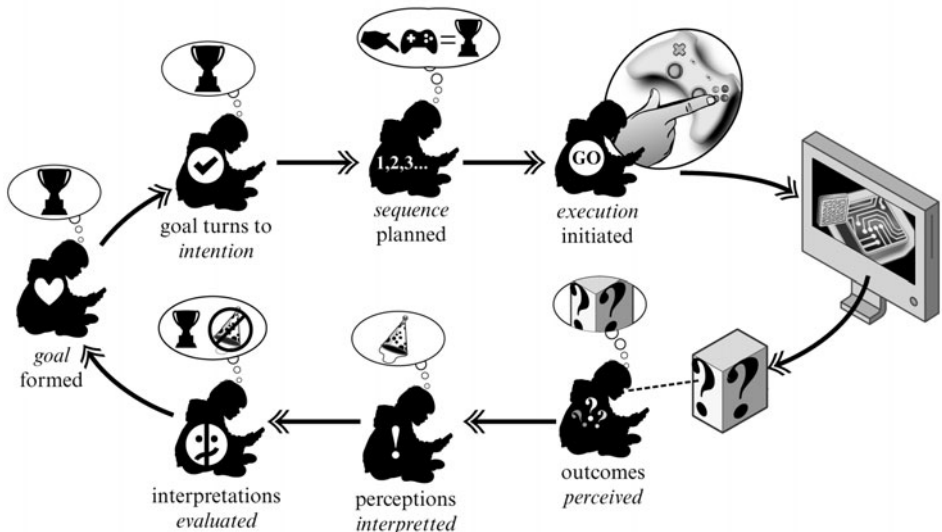 1,2,3...
GO
goal turns to
intention
sequence
planned
execution
initiated
goal
formed
interpretations
evaluated
perceptions
interpretted
outcomes
perceived
=
?
? ?
? ? ?
!
? ?